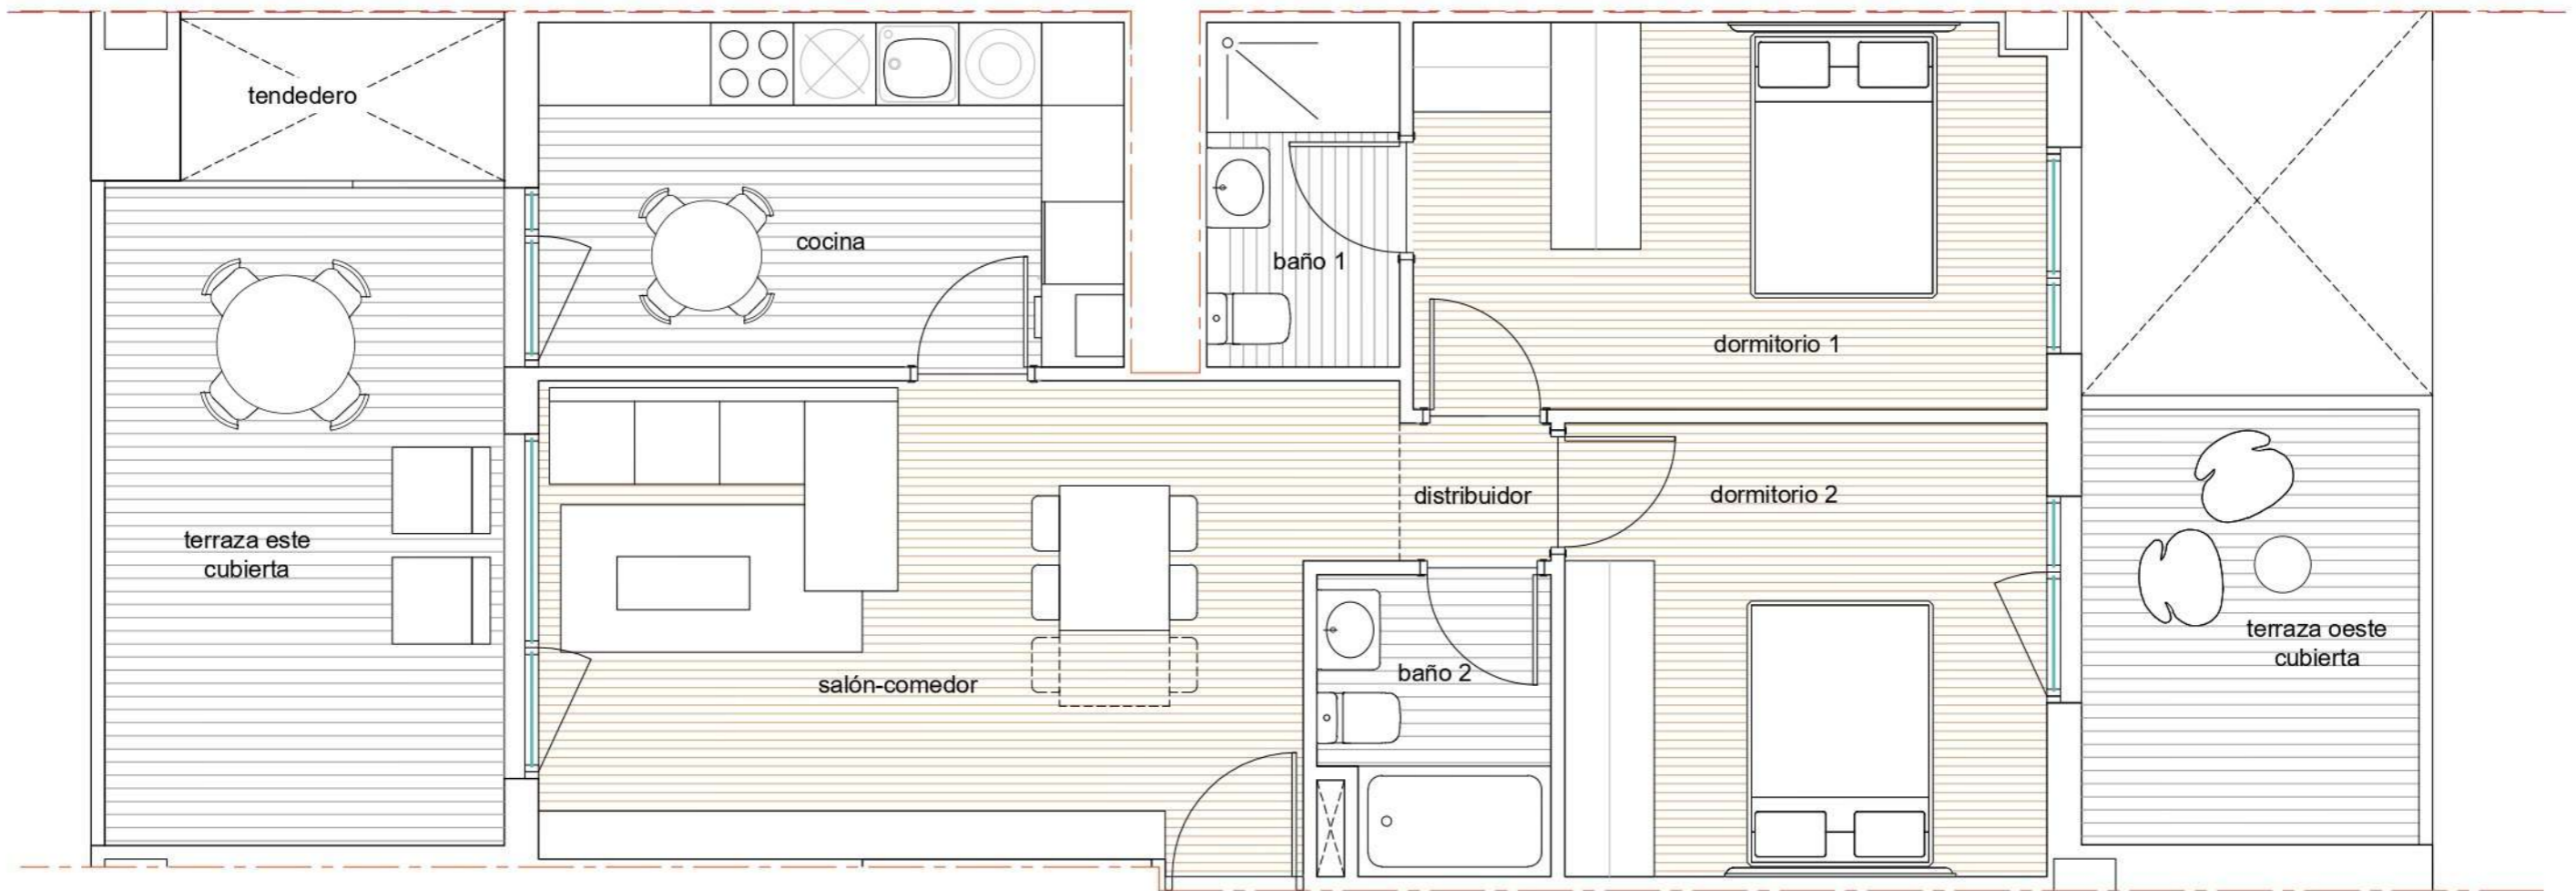 tendedero
cocina
baño 1
dormitorio 1
distribuidor
dormitorio 2
terraza este
cubierta
salón-comedor
baño 2
terraza oeste
cubierta